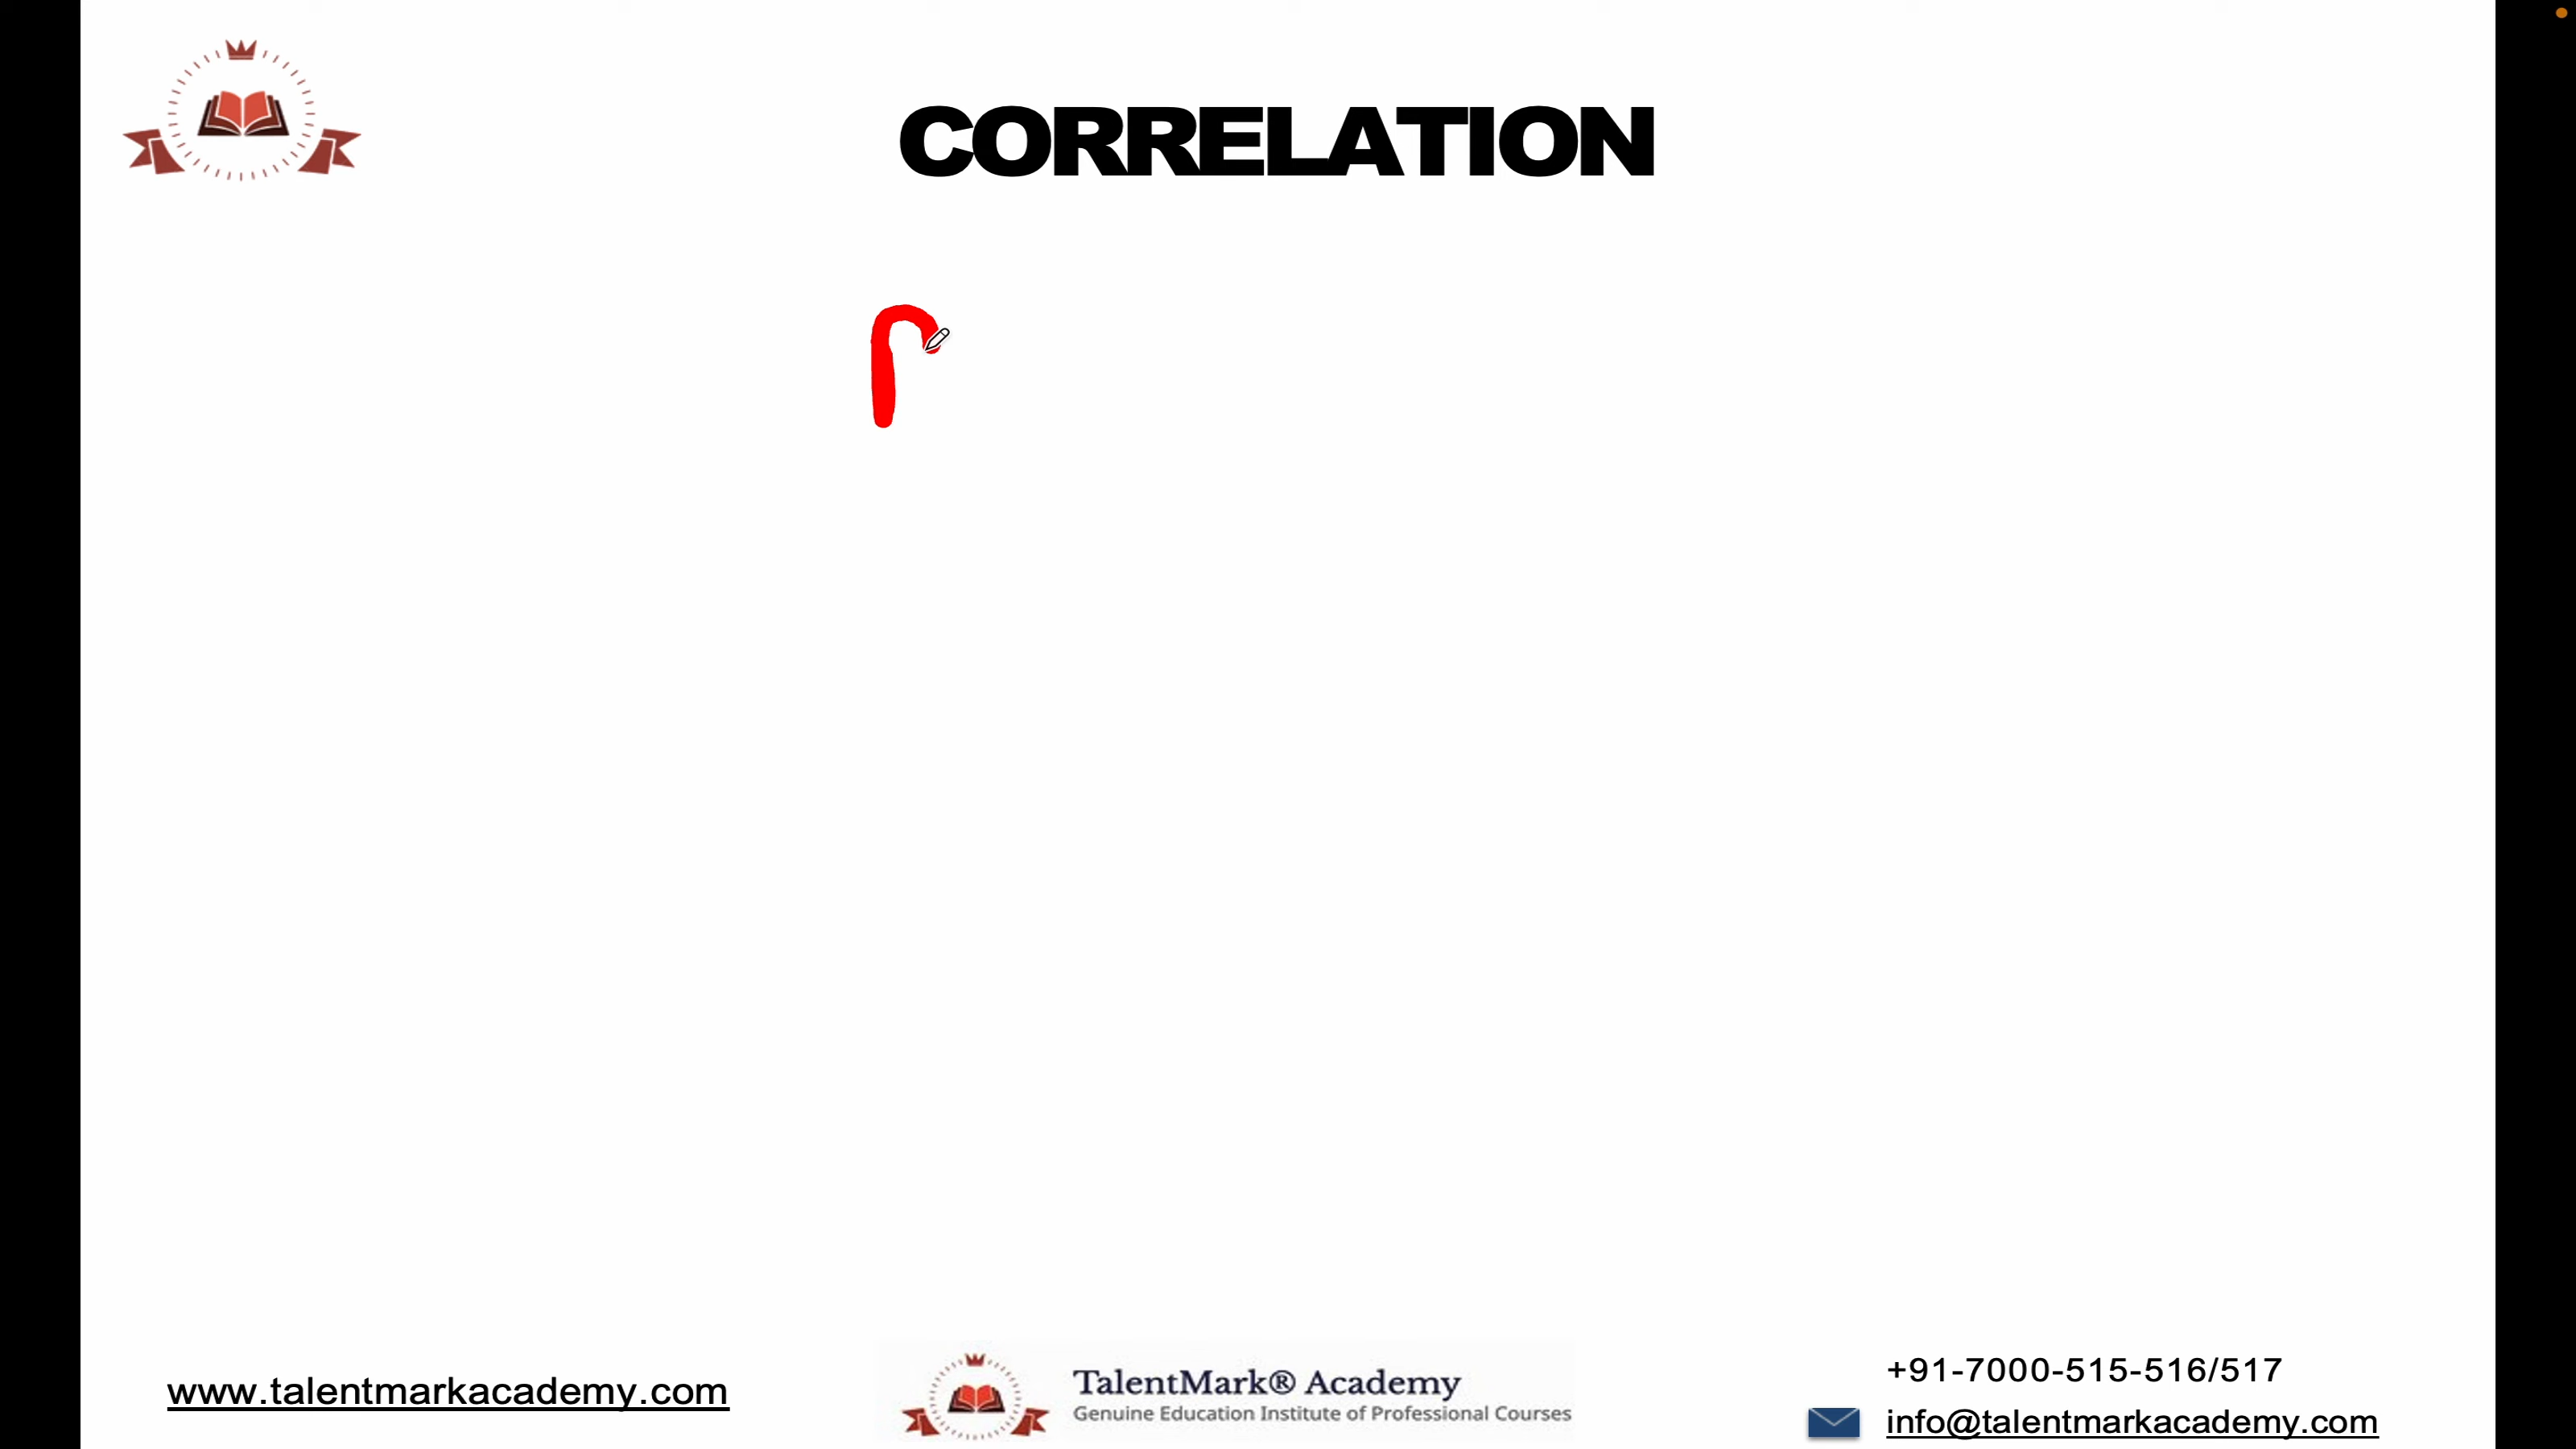 CORRELATION
r
www.talentmarkacademy.com
TalentMark® Academy
Genuine Education Institute of Professional Courses
+91-7000-515-516/517
info@talentmarkacademy.com